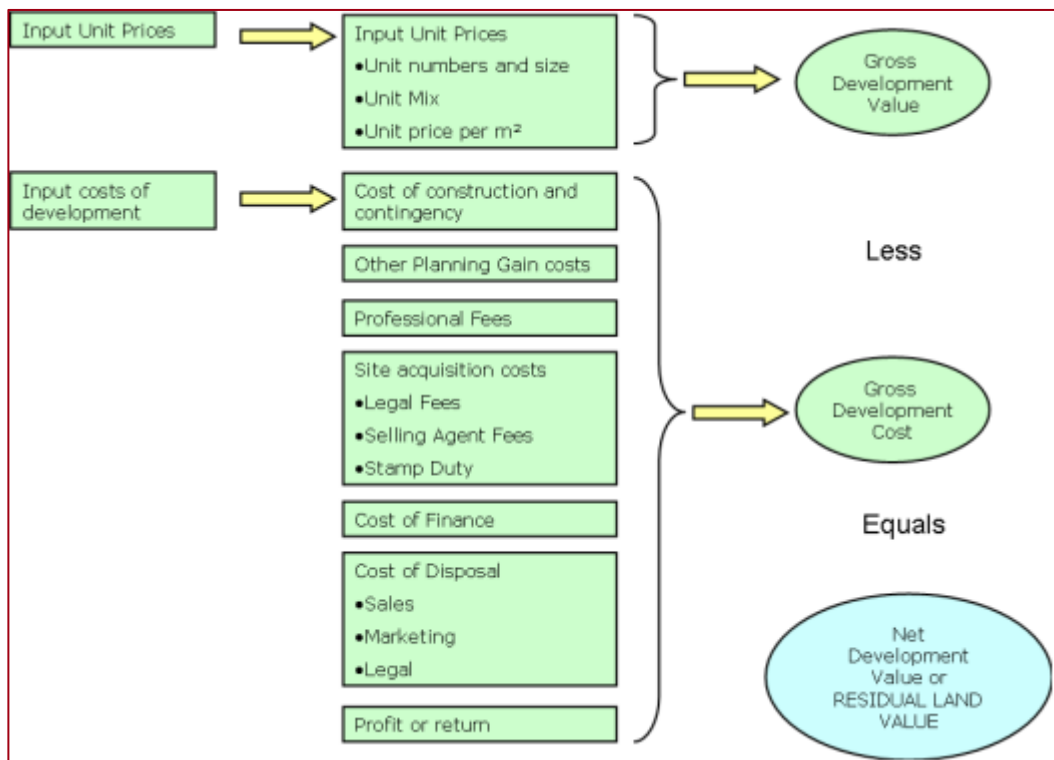 Input Unit Prices
Input Unit Prices
•Unit numbers and size
•Unit Mix
•Unit price per m²
Gross
Development
Value
Input costs of
development
Cost of construction and
contingency
Less
Other Planning Gain costs
Professional Fees
Site acquisition costs
•Legal Fees
•Selling Agent Fees
•Stamp Duty
Gross
Development
Cost
Cost of Finance
Equals
Cost of Disposal
•Sales
•Marketing
•Legal
Net
Development
Value or
RESIDUAL LAND
VALUE
Profit or return